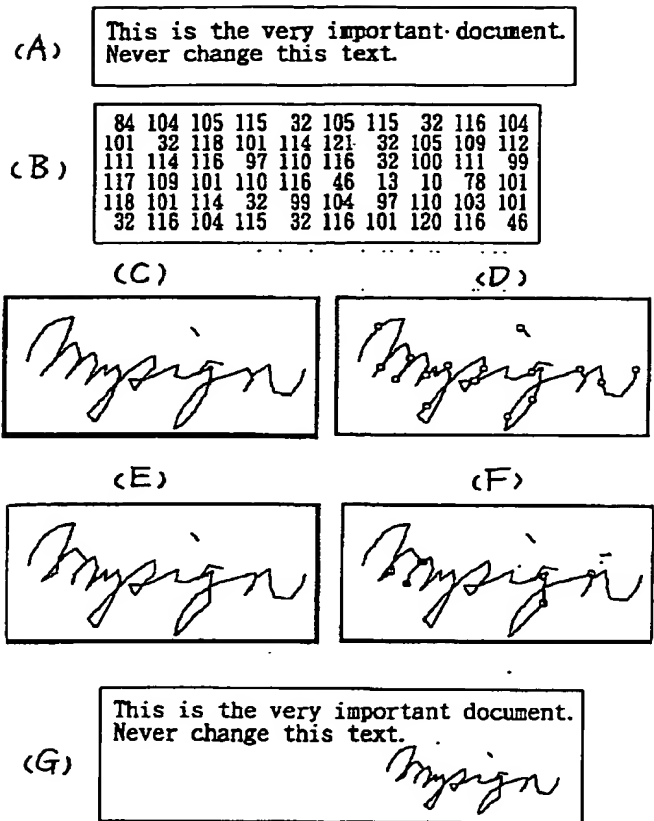 (A)
This is the very important document.
Never change this text.
(B)
84 104 105 115 32 105 115 32 116 104
101 32 118 101 114 121 32 105 109 112
111 114 116 97 110 116 32 100 111 99
117 109 101 110 116 46 13 10 78 101
118 101 114 32 99 104 97 110 103 101
32 116 104 115 32 116 101 120 116 46
(C) (D)
Mysign Mysign
(E) (F)
Mysign Mysign
(G)
This is the very important document.
Never change this text.
Mysign